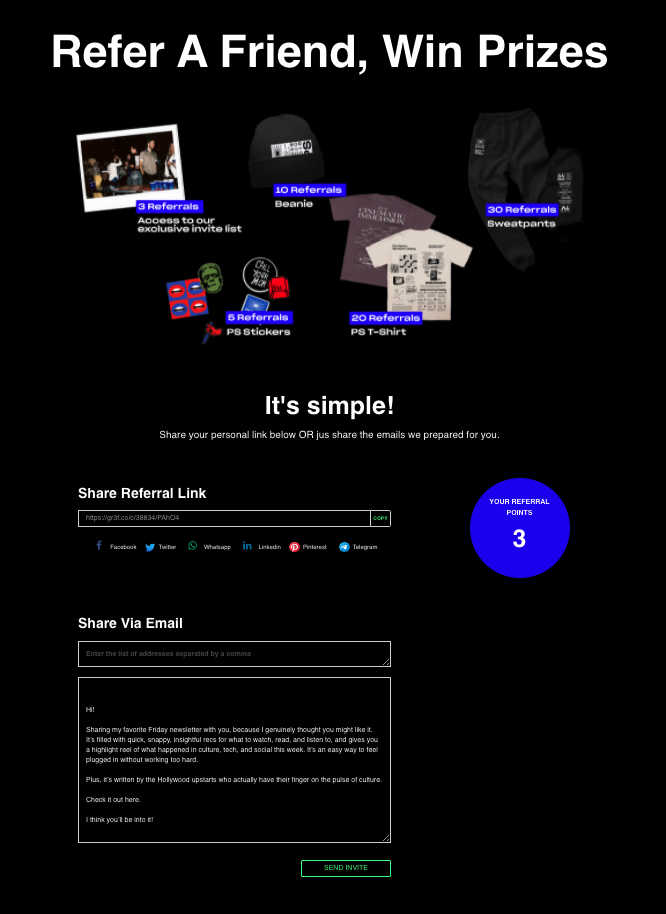 Refer A Friend, Win Prizes
3 Referrals
Access to our
exclusive invite list
10 Referrals
Beanie
30 Referrals
Sweatpants
CINEMATIC
IMMERSION
CALL
YOUR
MOM
5 Referrals
PS Stickers
20 Referrals
PS T-Shirt
It's simple!
Share your personal link below OR jus share the emails we prepared for you.
Share Referral Link
https://gr3f.co/c/38834/PAhO4
COPY
Facebook
Twitter
Whatsapp
Linkedin
Pinterest
Telegram
YOUR REFERRAL
POINTS
3
Share Via Email
Enter the list of addresses separated by a comma
Hi!
Sharing my favorite Friday newsletter with you, because I genuinely thought you might like it.
It's filled with quick, snappy, insightful recs for what to watch, read, and listen to, and gives you
a highlight reel of what happened in culture, tech, and social this week. It's an easy way to feel
plugged in without working too hard.
Plus, it's written by the Hollywood upstarts who actually have their finger on the pulse of culture.
Check it out here.
I think you'll be into it!
SEND INVITE